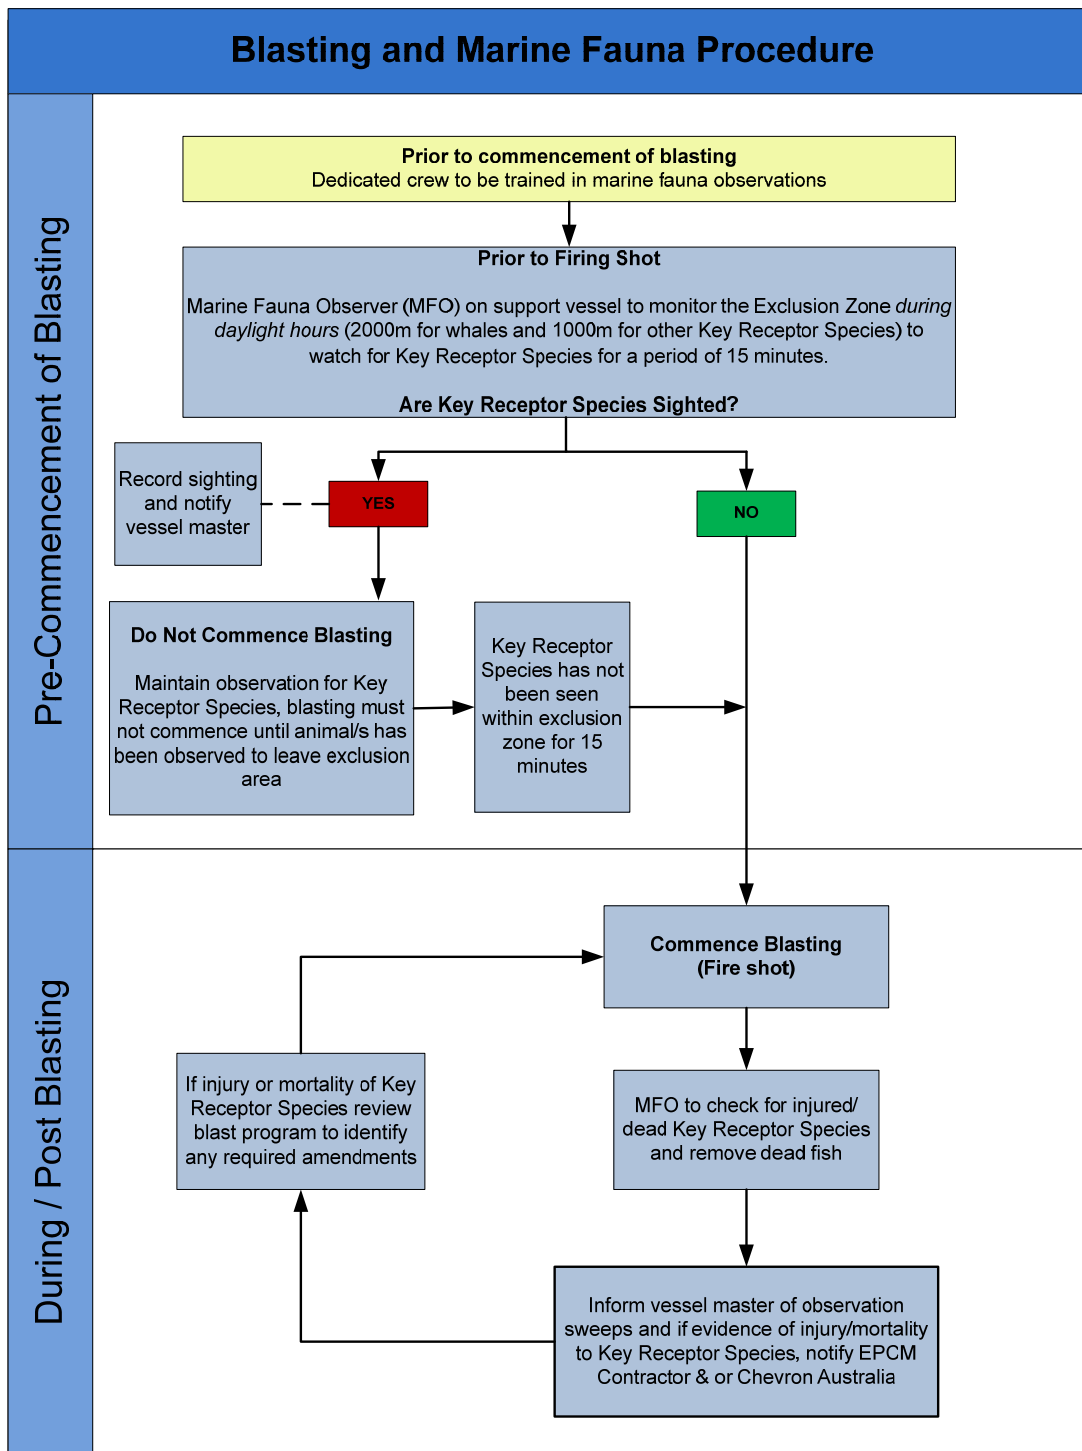 Blasting and Marine Fauna Procedure
Pre-Commencement of Blasting
Prior to commencement of blasting
Dedicated crew to be trained in marine fauna observations
Prior to Firing Shot
Marine Fauna Observer (MFO) on support vessel to monitor the Exclusion Zone during
daylight hours (2000m for whales and 1000m for other Key Receptor Species) to
watch for Key Receptor Species for a period of 15 minutes.
Are Key Receptor Species Sighted?
Record sighting
and notify
vessel master
YES
NO
Do Not Commence Blasting
Maintain observation for Key
Receptor Species, blasting must
not commence until animal/s has
been observed to leave exclusion
area
Key Receptor
Species has not
been seen
within exclusion
zone for 15
minutes
During / Post Blasting
Commence Blasting
(Fire shot)
If injury or mortality of Key
Receptor Species review
blast program to identify
any required amendments
MFO to check for injured/
dead Key Receptor Species
and remove dead fish
Inform vessel master of observation
sweeps and if evidence of injury/mortality
to Key Receptor Species, notify EPCM
Contractor & or Chevron Australia